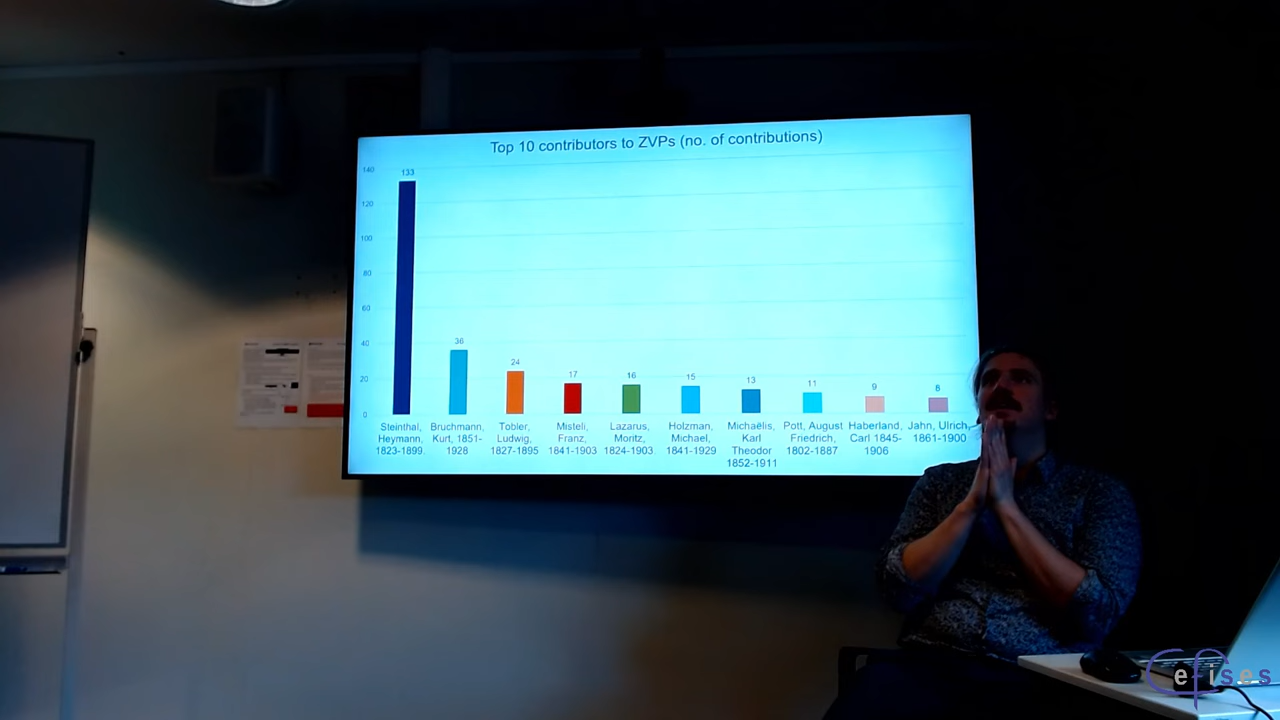 Top 10 contributors to ZVPs (no. of contributions)
140
120
100
80
60
40
20
0
133
36
24
17
16
15
13
11
9
8
Steinthal,
Heymann,
1823-1899
Bruchmann,
Kurt, 1851-
1928
Tobler,
Ludwig,
1827-1895
Misteli,
Franz,
1841-1903
Lazarus,
Moritz,
1824-1903
Holzman,
Michael,
1841-1929
Michaëlis,
Karl
Theodor
1852-1911
Pott, August
Friedrich,
1802-1887
Haberland,
Carl 1845-
1906
Jahn, Ulrich,
1861-1900
Cefises